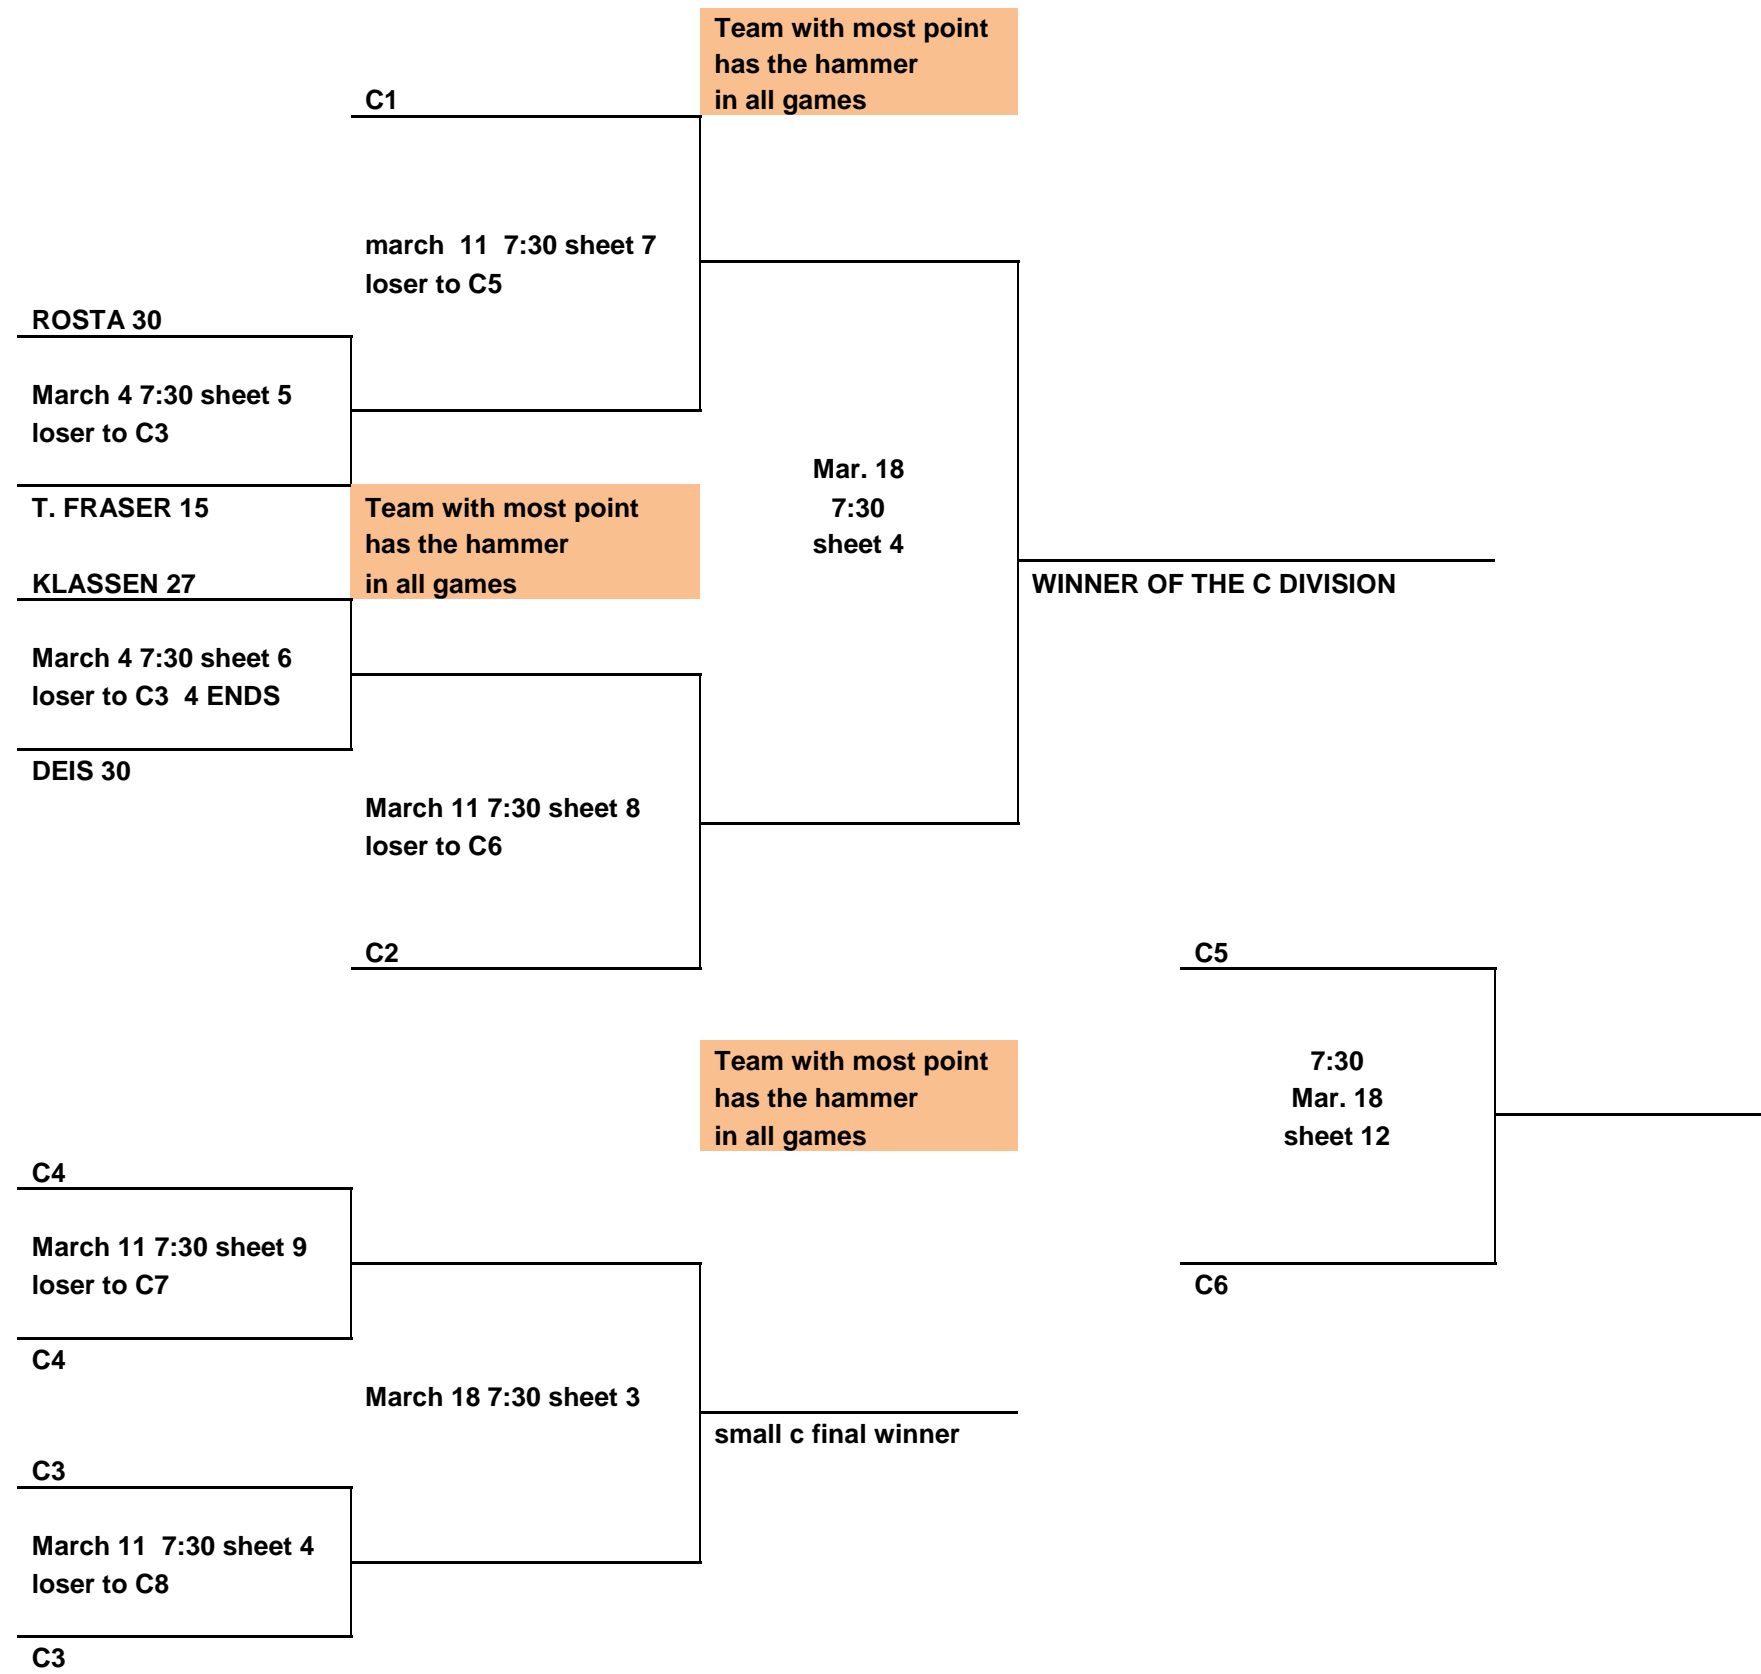 Team with most point
has the hammer
in all games
C1
march  11  7:30 sheet 7
loser to C5
ROSTA 30
March 4 7:30 sheet 5
loser to C3
T. FRASER 15
Team with most point
has the hammer
in all games
Mar. 18
7:30
sheet 4
KLASSEN 27
WINNER OF THE C DIVISION
March 4 7:30 sheet 6
loser to C3  4 ENDS
DEIS 30
March 11 7:30 sheet 8
loser to C6
C2
C5
Team with most point
has the hammer
in all games
7:30
Mar. 18
sheet 12
C4
March 11 7:30 sheet 9
loser to C7
C6
C4
March 18 7:30 sheet 3
small c final winner
C3
March 11  7:30 sheet 4
loser to C8
C3